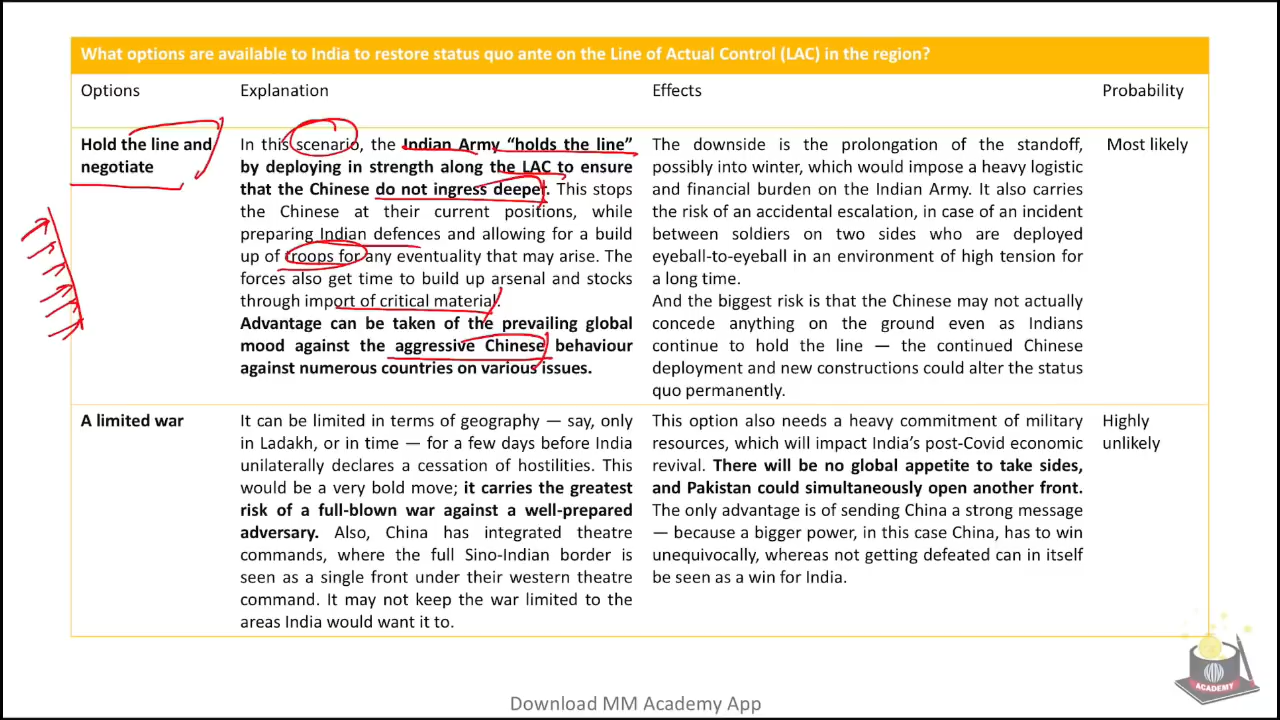 What options are available to India to restore status quo ante on the Line of Actual Control (LAC) in the region?
Options Explanation Effects Probability
Hold the line and
negotiate
In this scenario, the Indian Army “holds the line”
by deploying in strength along the LAC to ensure
that the Chinese do not ingress deeper. This stops
the Chinese at their current positions, while
preparing Indian defences and allowing for a build
up of troops for any eventuality that may arise. The
forces also get time to build up arsenal and stocks
through import of critical material.
Advantage can be taken of the prevailing global
mood against the aggressive Chinese behaviour
against numerous countries on various issues.
The downside is the prolongation of the standoff,
possibly into winter, which would impose a heavy logistic
and financial burden on the Indian Army. It also carries
the risk of an accidental escalation, in case of an incident
between soldiers on two sides who are deployed
eyeball-to-eyeball in an environment of high tension for
a long time.
And the biggest risk is that the Chinese may not actually
concede anything on the ground even as Indians
continue to hold the line — the continued Chinese
deployment and new constructions could alter the status
quo permanently.
Most likely
A limited war
It can be limited in terms of geography — say, only
in Ladakh, or in time — for a few days before India
unilaterally declares a cessation of hostilities. This
would be a very bold move; it carries the greatest
risk of a full-blown war against a well-prepared
adversary. Also, China has integrated theatre
commands, where the full Sino-Indian border is
seen as a single front under their western theatre
command. It may not keep the war limited to the
areas India would want it to.
This option also needs a heavy commitment of military
resources, which will impact India’s post-Covid economic
revival. There will be no global appetite to take sides,
and Pakistan could simultaneously open another front.
The only advantage is of sending China a strong message
— because a bigger power, in this case China, has to win
unequivocally, whereas not getting defeated can in itself
be seen as a win for India.
Highly
unlikely
ACADEMY
Download MM Academy App